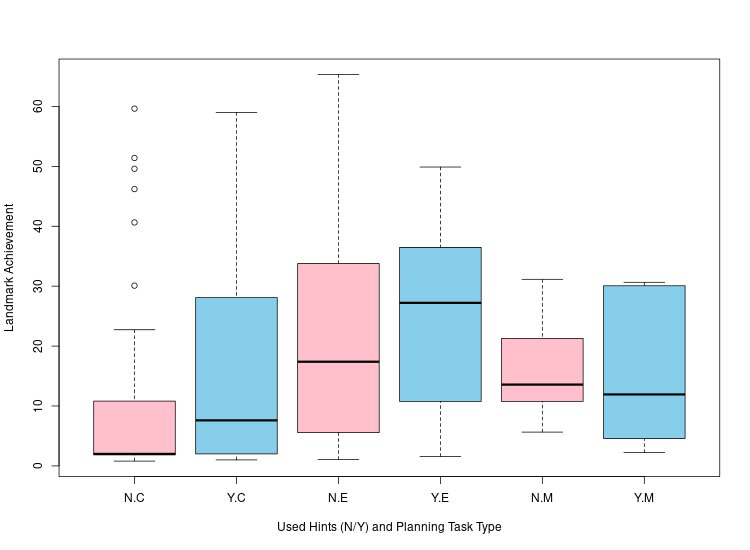 Landmark Achievement
60
50
40
30
20
10
0
N.C Y.C N.E Y.E N.M Y.M
Used Hints (N/Y) and Planning Task Type